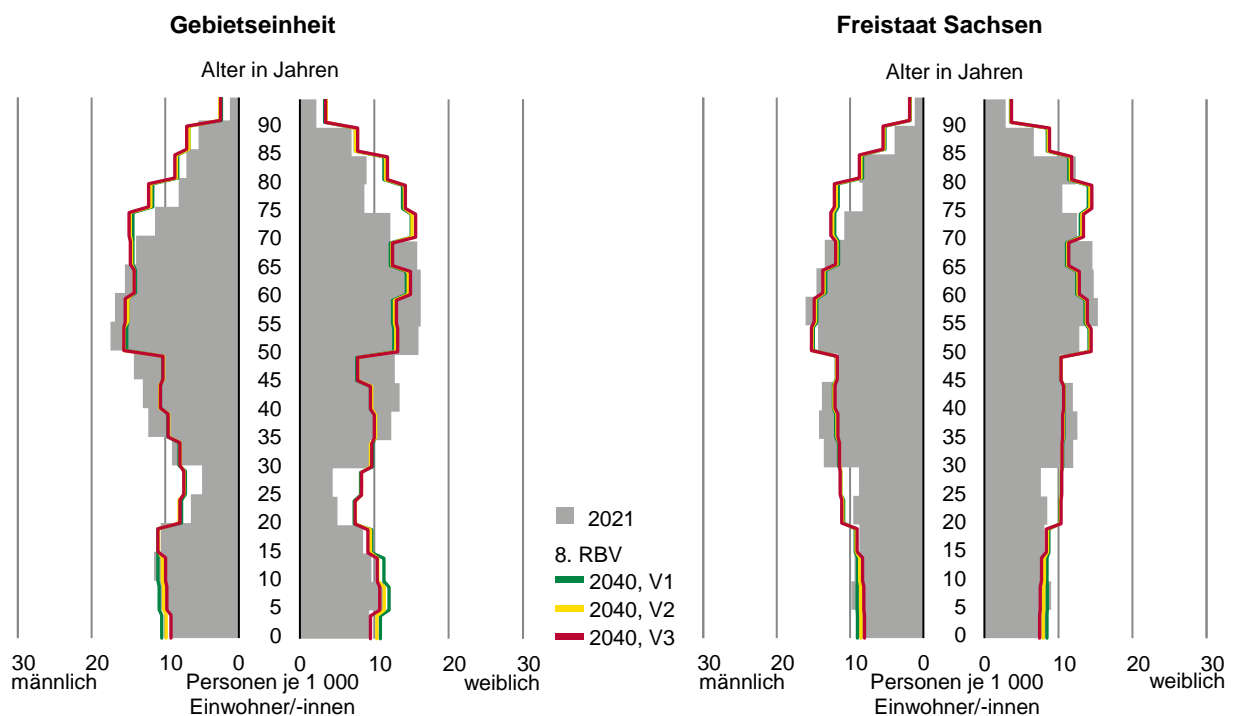 Gebietseinheit
Alter in Jahren
90
85
80
75
70
65
60
55
50
45
40
35
30
25
20
15
10
5
0
30 20 10 0 0 10 20 30
männlich Personen je 1 000 weiblich
Einwohner/-innen
2021
8. RBV
2040, V1
2040, V2
2040, V3
Freistaat Sachsen
Alter in Jahren
90
85
80
75
70
65
60
55
50
45
40
35
30
25
20
15
10
5
0
30 20 10 0 0 10 20 30
männlich Personen je 1 000 weiblich
Einwohner/-innen